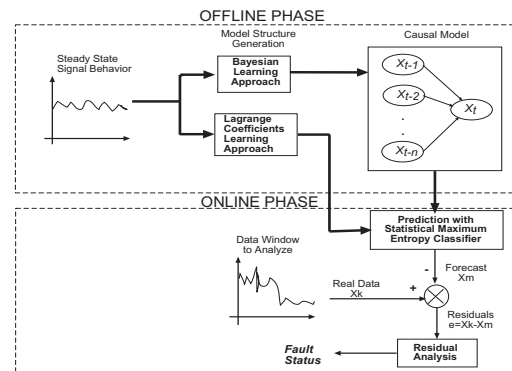 OFFLINE PHASE
Steady State
Signal Behavior
Model Structure
Generation
Bayesian
Learning
Approach
Lagrange
Coefficients
Learning
Approach
Causal Model
Xt-1
Xt-2
.
.
Xt-n
Xt
ONLINE PHASE
Prediction with
Statistical Maximum
Entropy Classifier
Data Window
to Analyze
Real Data
Xk
-
+
Forecast
Xm
Residuals
e=Xk-Xm
Residual
Analysis
Fault
Status